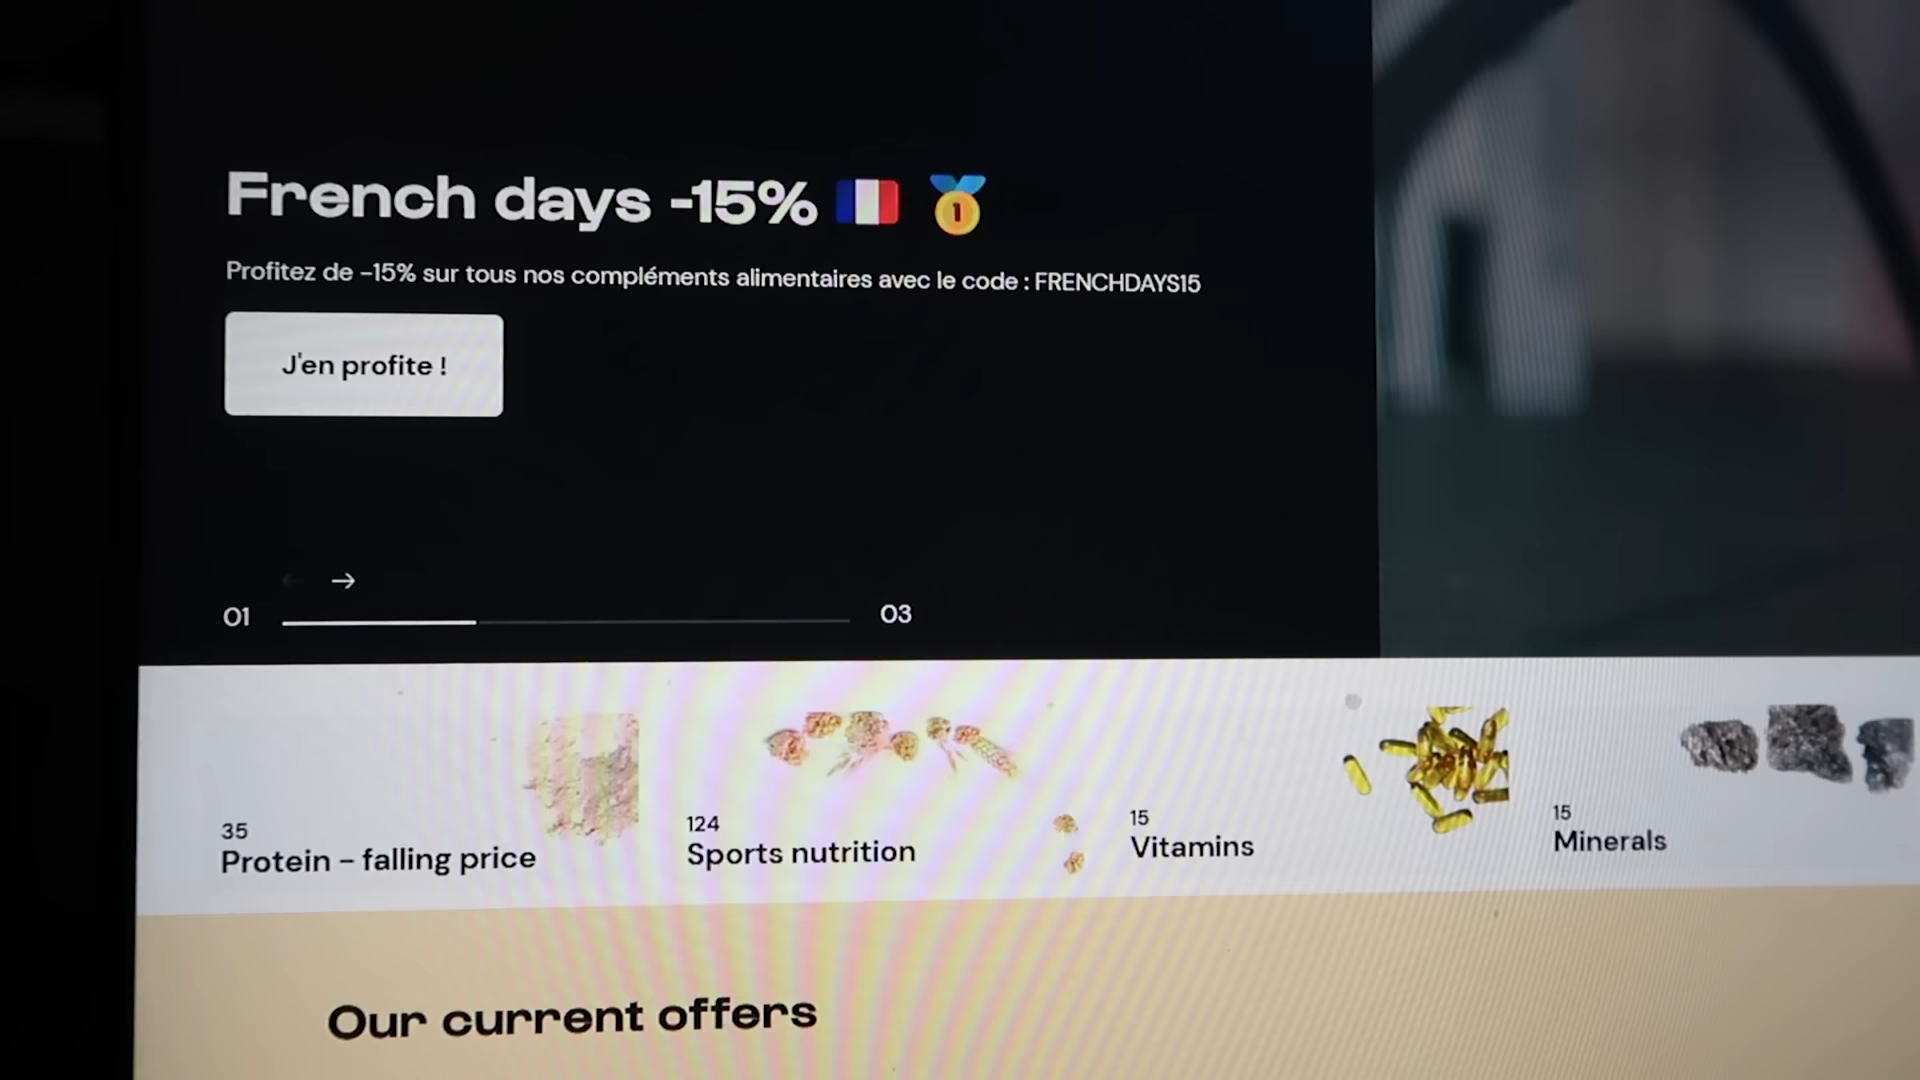 French days -15% 🇫🇷 🥇
Profitez de -15% sur tous nos compléments alimentaires avec le code : FRENCHDAYS15
J'en profite !
← →
01 03
35
Protein - falling price
124
Sports nutrition
15
Vitamins
15
Minerals
Our current offers